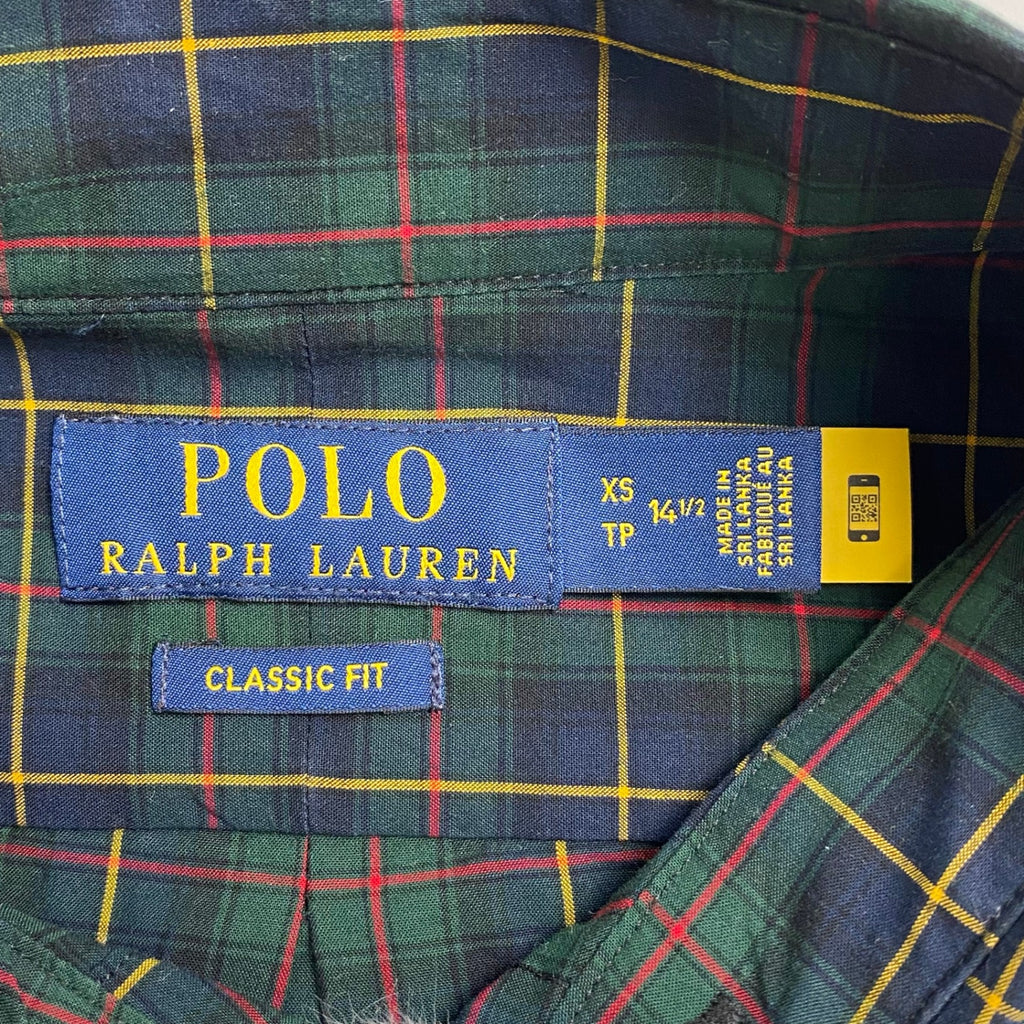 POLO
RALPH LAUREN
XS
TP
14 1/2
MADE IN
SRI LANKA
FABRIQUÉ AU
SRI LANKA
CLASSIC FIT